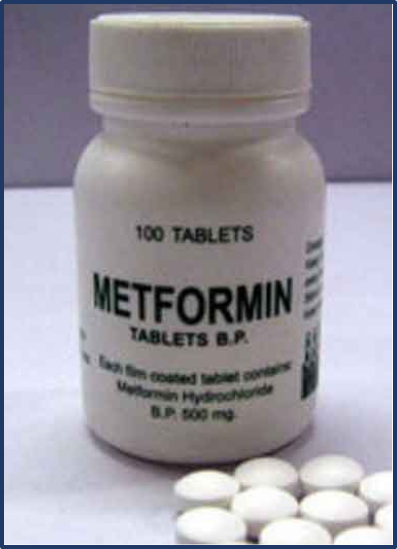 100 TABLETS
METFORMIN
TABLETS B.P.
Each film coated tablet contains:
Metformin Hydrochloride
B.P. 500 mg.